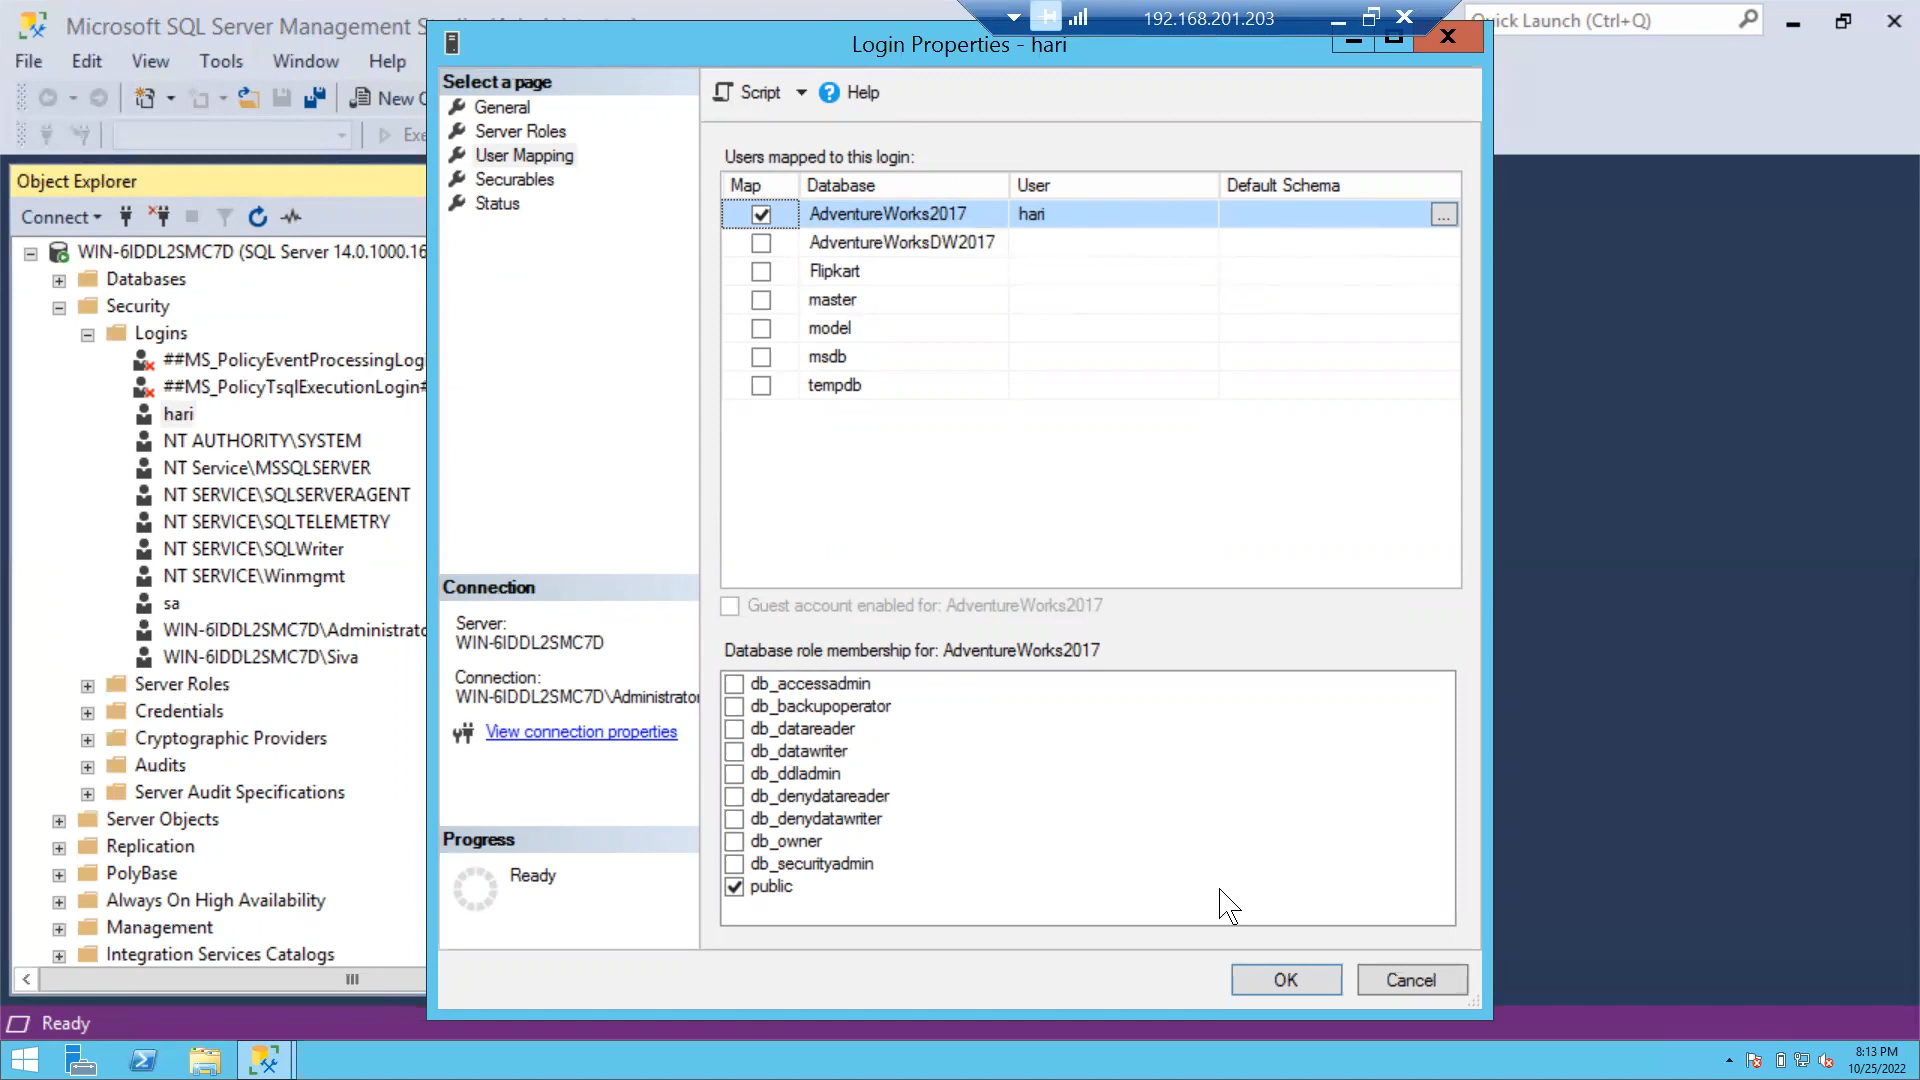 Microsoft SQL Server Management S
192.168.201.203
Quick Launch (Ctrl+Q)
File Edit View Tools Window Help
New
Exe
Object Explorer
Connect
WIN-6IDDL2SMC7D (SQL Server 14.0.1000.16
Databases
Security
Logins
##MS_PolicyEventProcessingLogi
##MS_PolicyTsqlExecutionLogin#
hari
NT AUTHORITY\SYSTEM
NT Service\MSSQLSERVER
NT SERVICE\SQLSERVERAGENT
NT SERVICE\SQLTELEMETRY
NT SERVICE\SQLWriter
NT SERVICE\Winmgmt
sa
WIN-6IDDL2SMC7D\Administrato
WIN-6IDDL2SMC7D\Siva
Server Roles
Credentials
Cryptographic Providers
Audits
Server Audit Specifications
Server Objects
Replication
PolyBase
Always On High Availability
Management
Integration Services Catalogs
Ready
Login Properties - hari
Select a page
General
Server Roles
User Mapping
Securables
Status
Connection
Server:
WIN-6IDDL2SMC7D
Connection:
WIN-6IDDL2SMC7D\Administrator
View connection properties
Progress
Ready
Script Help
Users mapped to this login:
Map Database User Default Schema
AdventureWorks2017 hari ...
AdventureWorksDW2017
Flipkart
master
model
msdb
tempdb
Guest account enabled for: AdventureWorks2017
Database role membership for: AdventureWorks2017
db_accessadmin
db_backupoperator
db_datareader
db_datawriter
db_ddladmin
db_denydatareader
db_denydatawriter
db_owner
db_securityadmin
public
OK Cancel
8:13 PM
10/25/2022